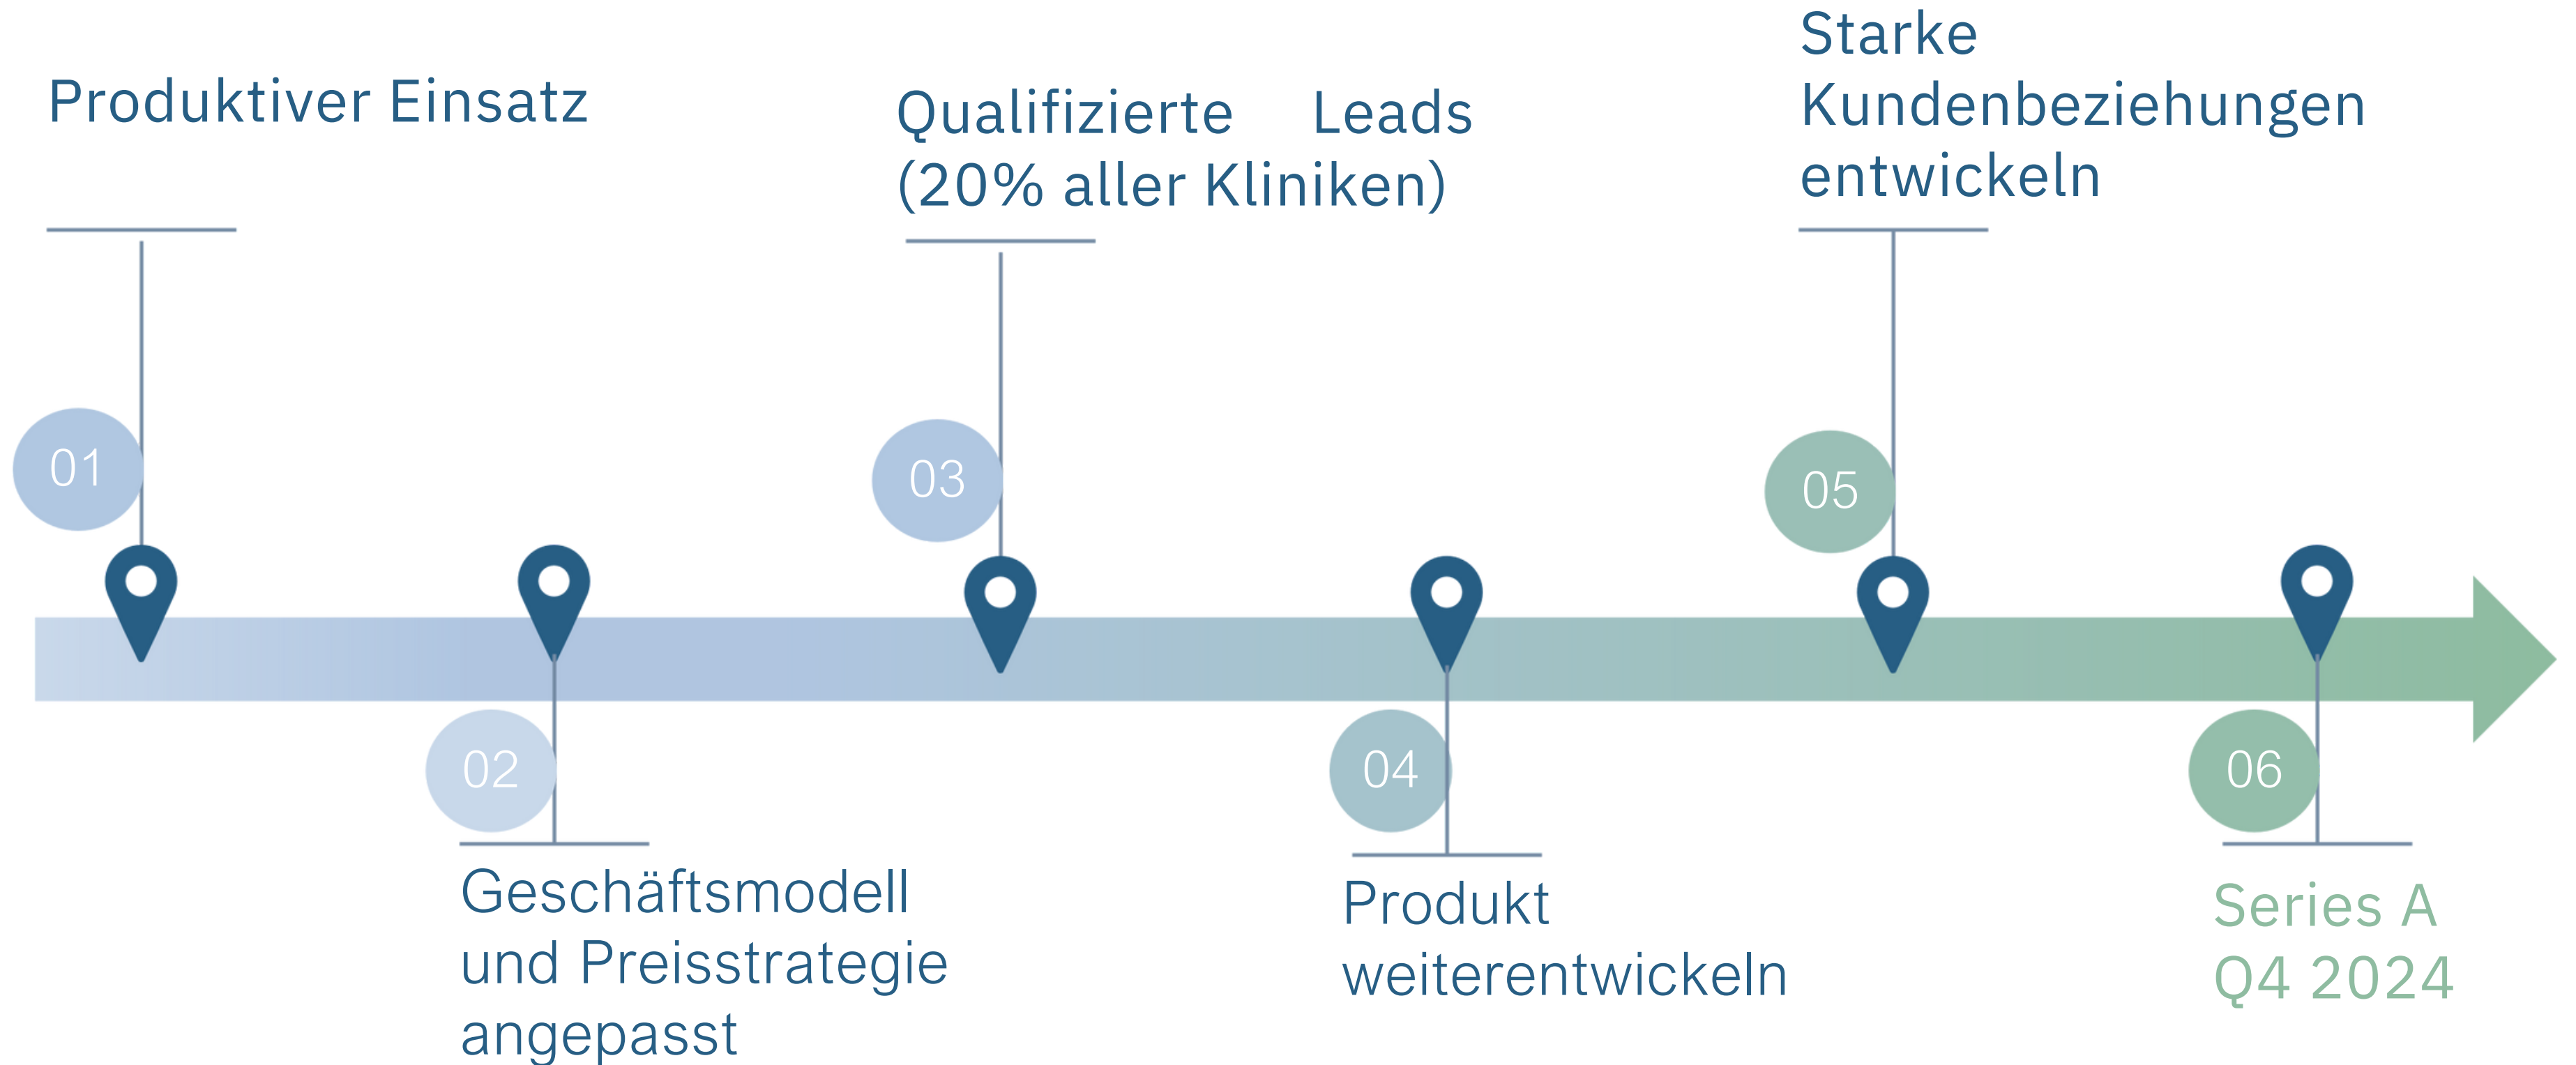 Produktiver Einsatz
01
Geschäftsmodell
und Preisstrategie
angepasst
02
Qualifizierte Leads
(20% aller Kliniken)
03
Produkt
weiterentwickeln
04
Starke
Kundenbeziehungen
entwickeln
05
Series A
Q4 2024
06